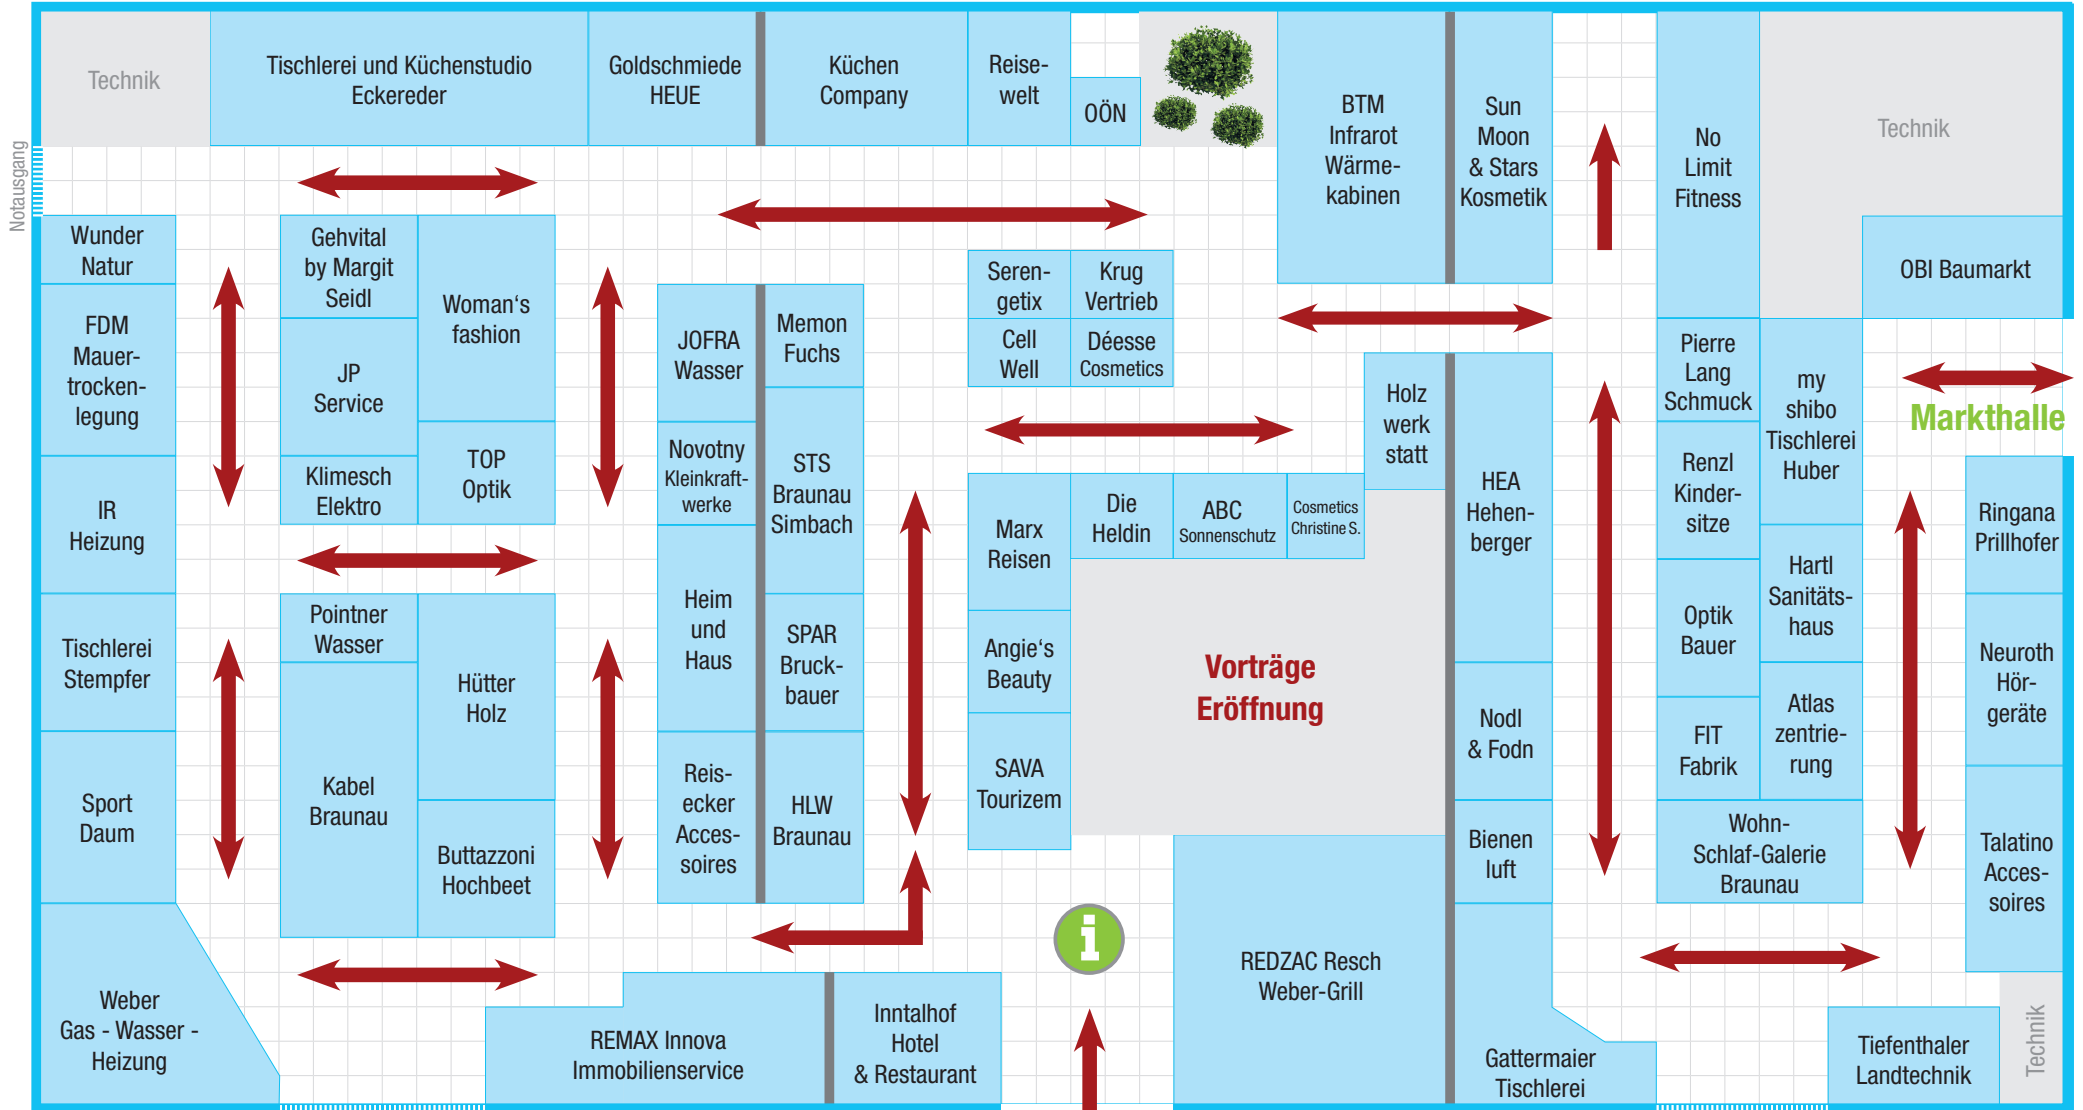 Technik
Tischlerei und Küchenstudio
Eckereder
Goldschmiede
HEUE
Küchen
Company
Reise-
welt
OÖN
BTM
Infrarot
Wärme-
kabinen
Sun
Moon
& Stars
Kosmetik
No
Limit
Fitness
Technik
OBI Baumarkt
Notausgang
Wunder
Natur
FDM
Mauer-
trocken-
legung
IR
Heizung
Tischlerei
Stempfer
Sport
Daum
Weber
Gas - Wasser -
Heizung
Gehvital
by Margit
Seidl
JP
Service
Klimesch
Elektro
Woman's
fashion
TOP
Optik
Pointner
Wasser
Kabel
Braunau
Hütter
Holz
Buttazzoni
Hochbeet
JOFRA
Wasser
Novotny
Kleinkraft-
werke
Heim
und
Haus
Reis-
ecker
Acces-
soires
Memon
Fuchs
STS
Braunau
Simbach
SPAR
Bruck-
bauer
HLW
Braunau
REMAX Innova
Immobilienservice
Inntalhof
Hotel
& Restaurant
Seren-
getix
Krug
Vertrieb
Cell
Well
Déesse
Cosmetics
Marx
Reisen
Angie's
Beauty
SAVA
Tourizem
Die
Heldin
ABC
Sonnenschutz
Cosmetics
Christine S.
Holz
werk
statt
Vorträge
Eröffnung
i
REDZAC Resch
Weber-Grill
HEA
Hehen-
berger
Nodl
& Fodn
Bienen
luft
Gattermaier
Tischlerei
Pierre
Lang
Schmuck
Renzl
Kinder-
sitze
Optik
Bauer
FIT
Fabrik
my
shibo
Tischlerei
Huber
Hartl
Sanitäts-
haus
Atlas
zentrie-
rung
Wohn-
Schlaf-Galerie
Braunau
Markthalle
Ringana
Prillhofer
Neuroth
Hör-
geräte
Talatino
Acces-
soires
Tiefenthaler
Landtechnik
Technik